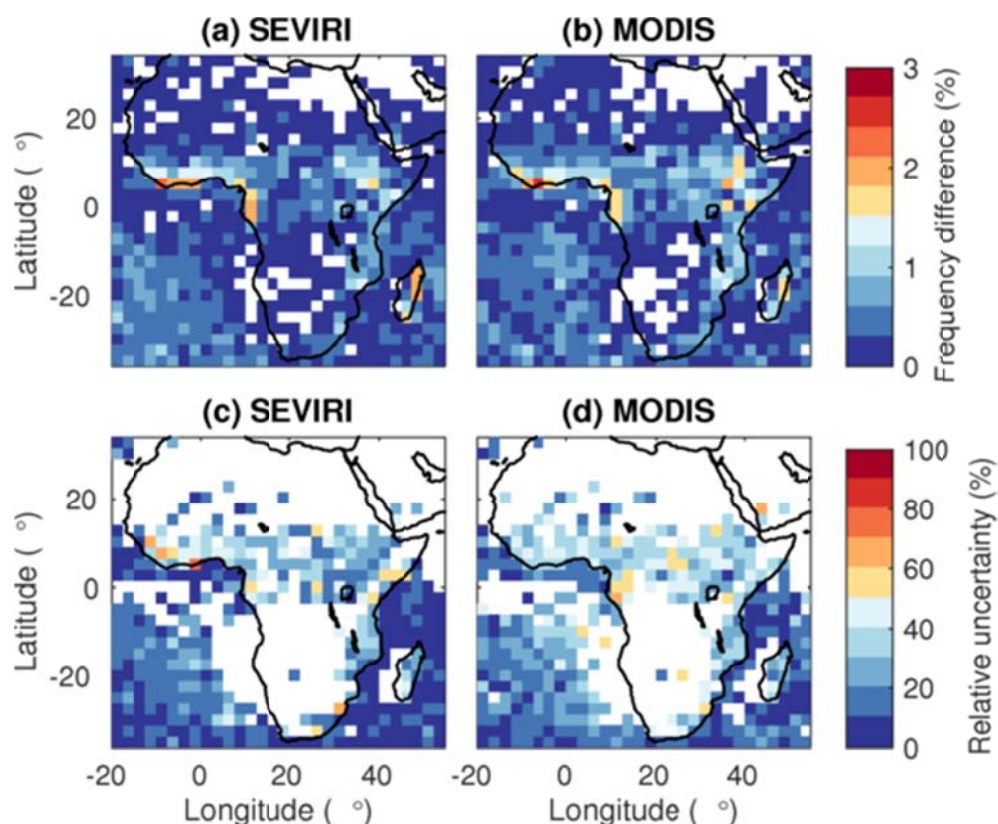 (a) SEVIRI
(b) MODIS
20
0
-20
Latitude ( °)
3
2
1
0
Frequency difference (%)
(c) SEVIRI
(d) MODIS
20
0
-20
Latitude ( °)
100
80
60
40
20
0
Relative uncertainty (%)
-20 0 20 40
-20 0 20 40
Longitude ( °)
Longitude ( °)